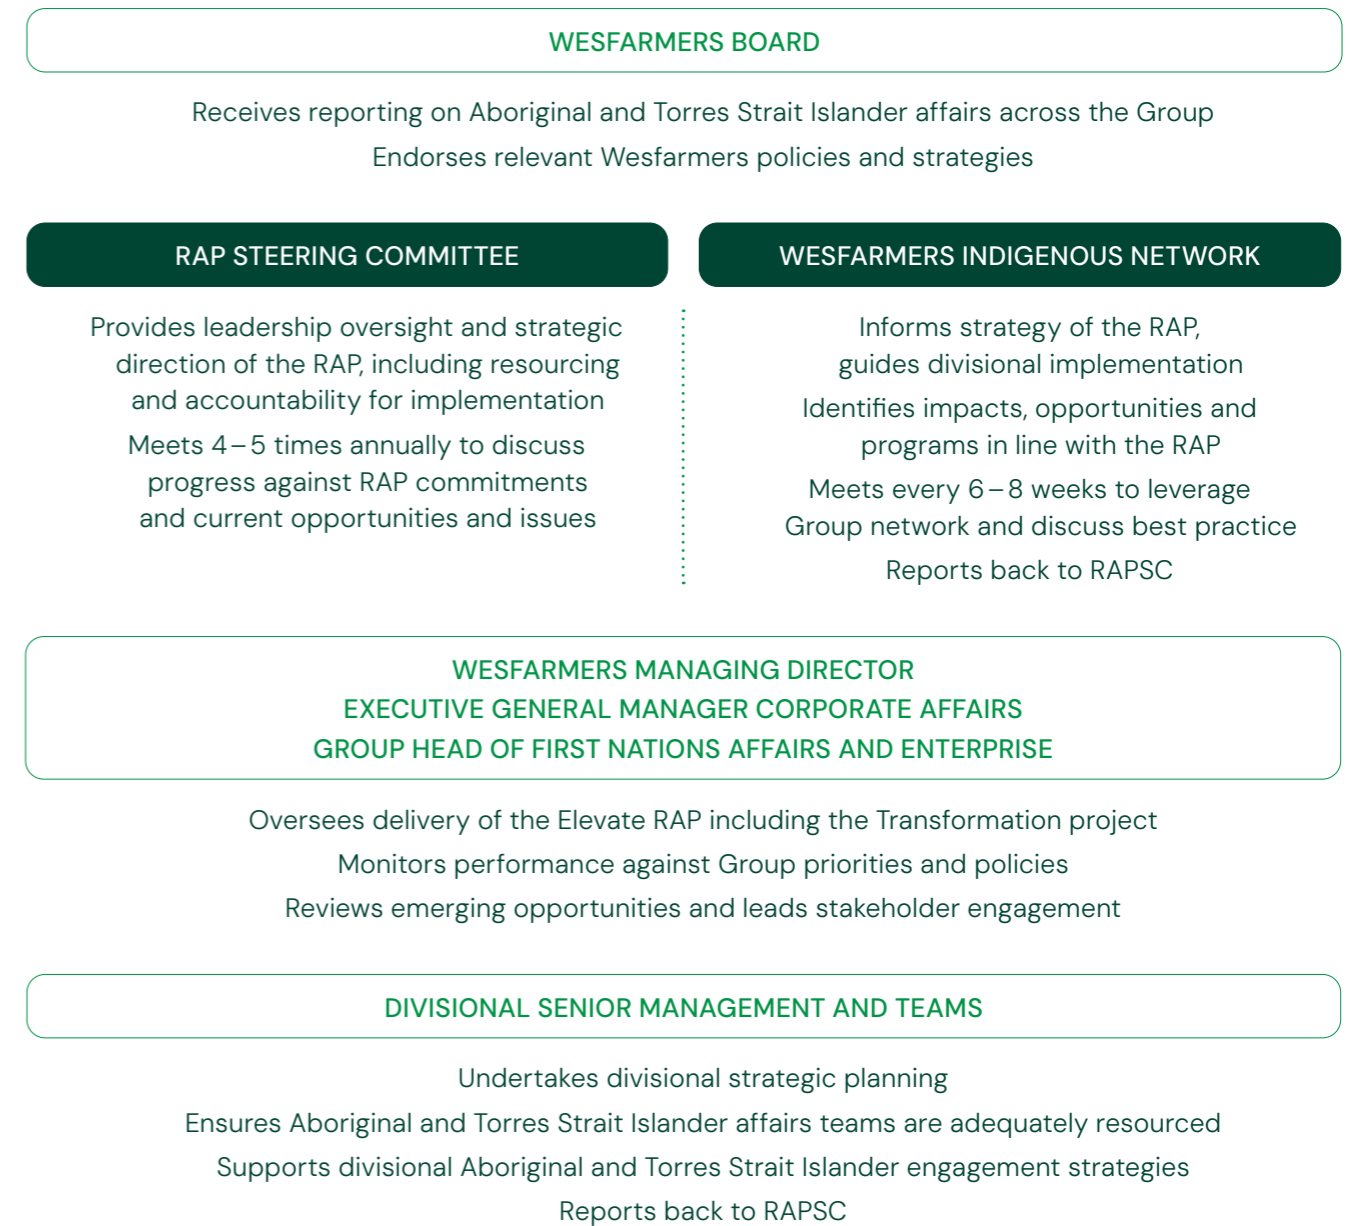 WESFARMERS BOARD
Receives reporting on Aboriginal and Torres Strait Islander affairs across the Group
Endorses relevant Wesfarmers policies and strategies
RAP STEERING COMMITTEE
Provides leadership oversight and strategic
direction of the RAP, including resourcing
and accountability for implementation
Meets 4–5 times annually to discuss
progress against RAP commitments
and current opportunities and issues
WESFARMERS INDIGENOUS NETWORK
Informs strategy of the RAP,
guides divisional implementation
Identifies impacts, opportunities and
programs in line with the RAP
Meets every 6–8 weeks to leverage
Group network and discuss best practice
Reports back to RAPSC
WESFARMERS MANAGING DIRECTOR
EXECUTIVE GENERAL MANAGER CORPORATE AFFAIRS
GROUP HEAD OF FIRST NATIONS AFFAIRS AND ENTERPRISE
Oversees delivery of the Elevate RAP including the Transformation project
Monitors performance against Group priorities and policies
Reviews emerging opportunities and leads stakeholder engagement
DIVISIONAL SENIOR MANAGEMENT AND TEAMS
Undertakes divisional strategic planning
Ensures Aboriginal and Torres Strait Islander affairs teams are adequately resourced
Supports divisional Aboriginal and Torres Strait Islander engagement strategies
Reports back to RAPSC